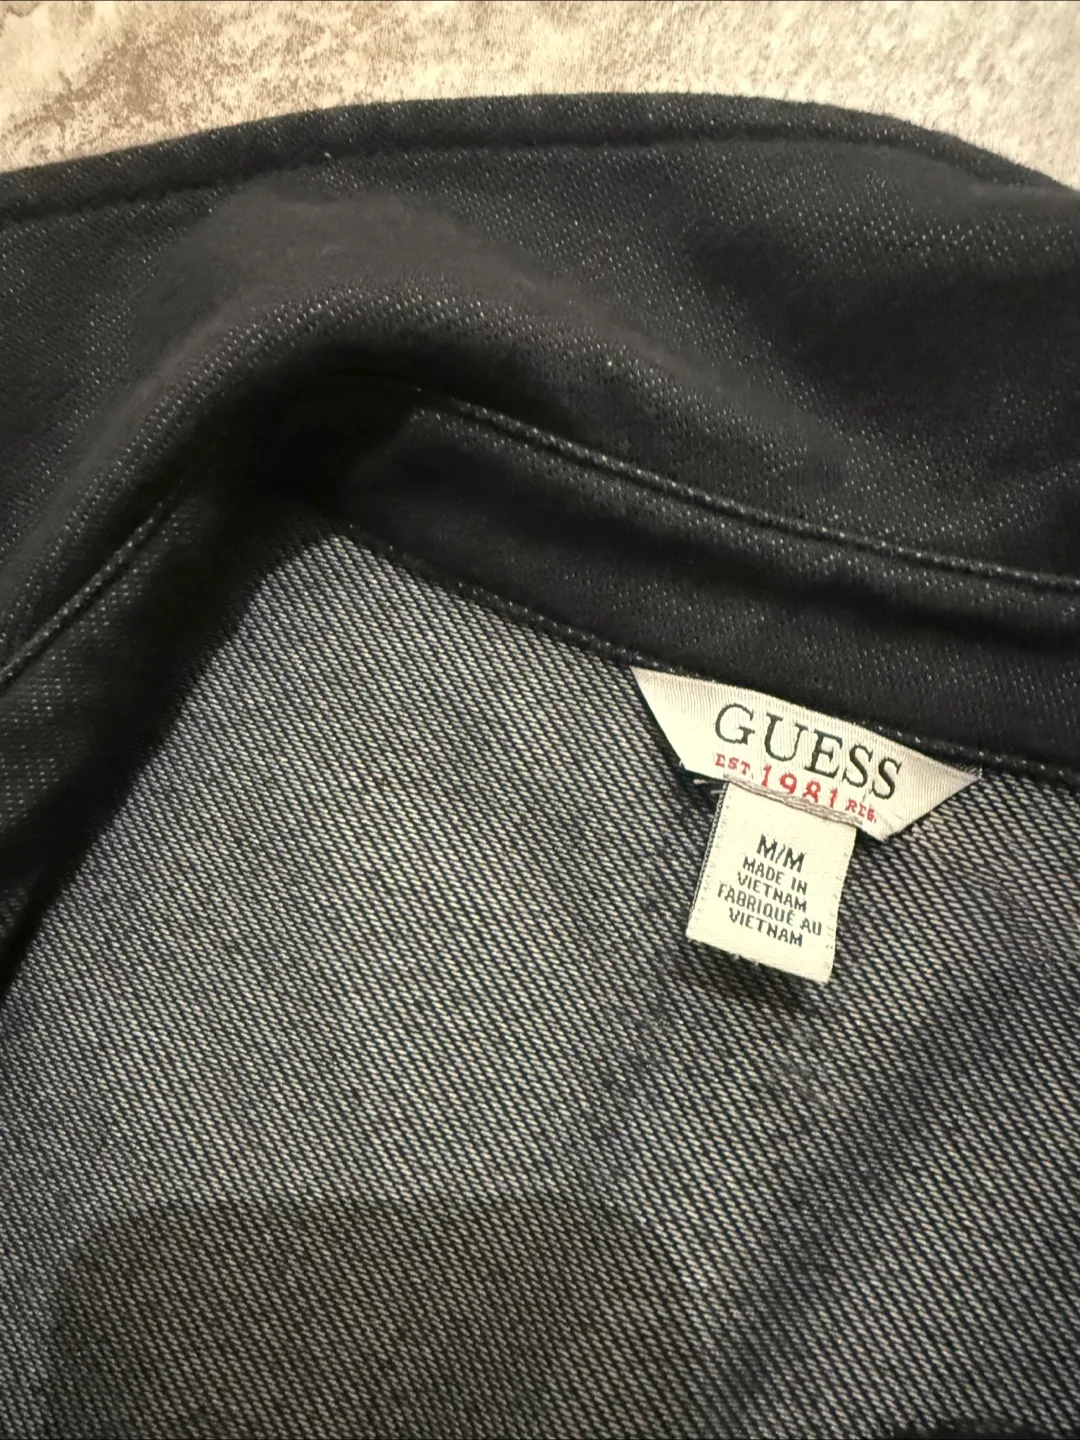 GUESS
EST. 1981 REG.
M/M
MADE IN
VIETNAM
FABRIQUÉ AU
VIETNAM